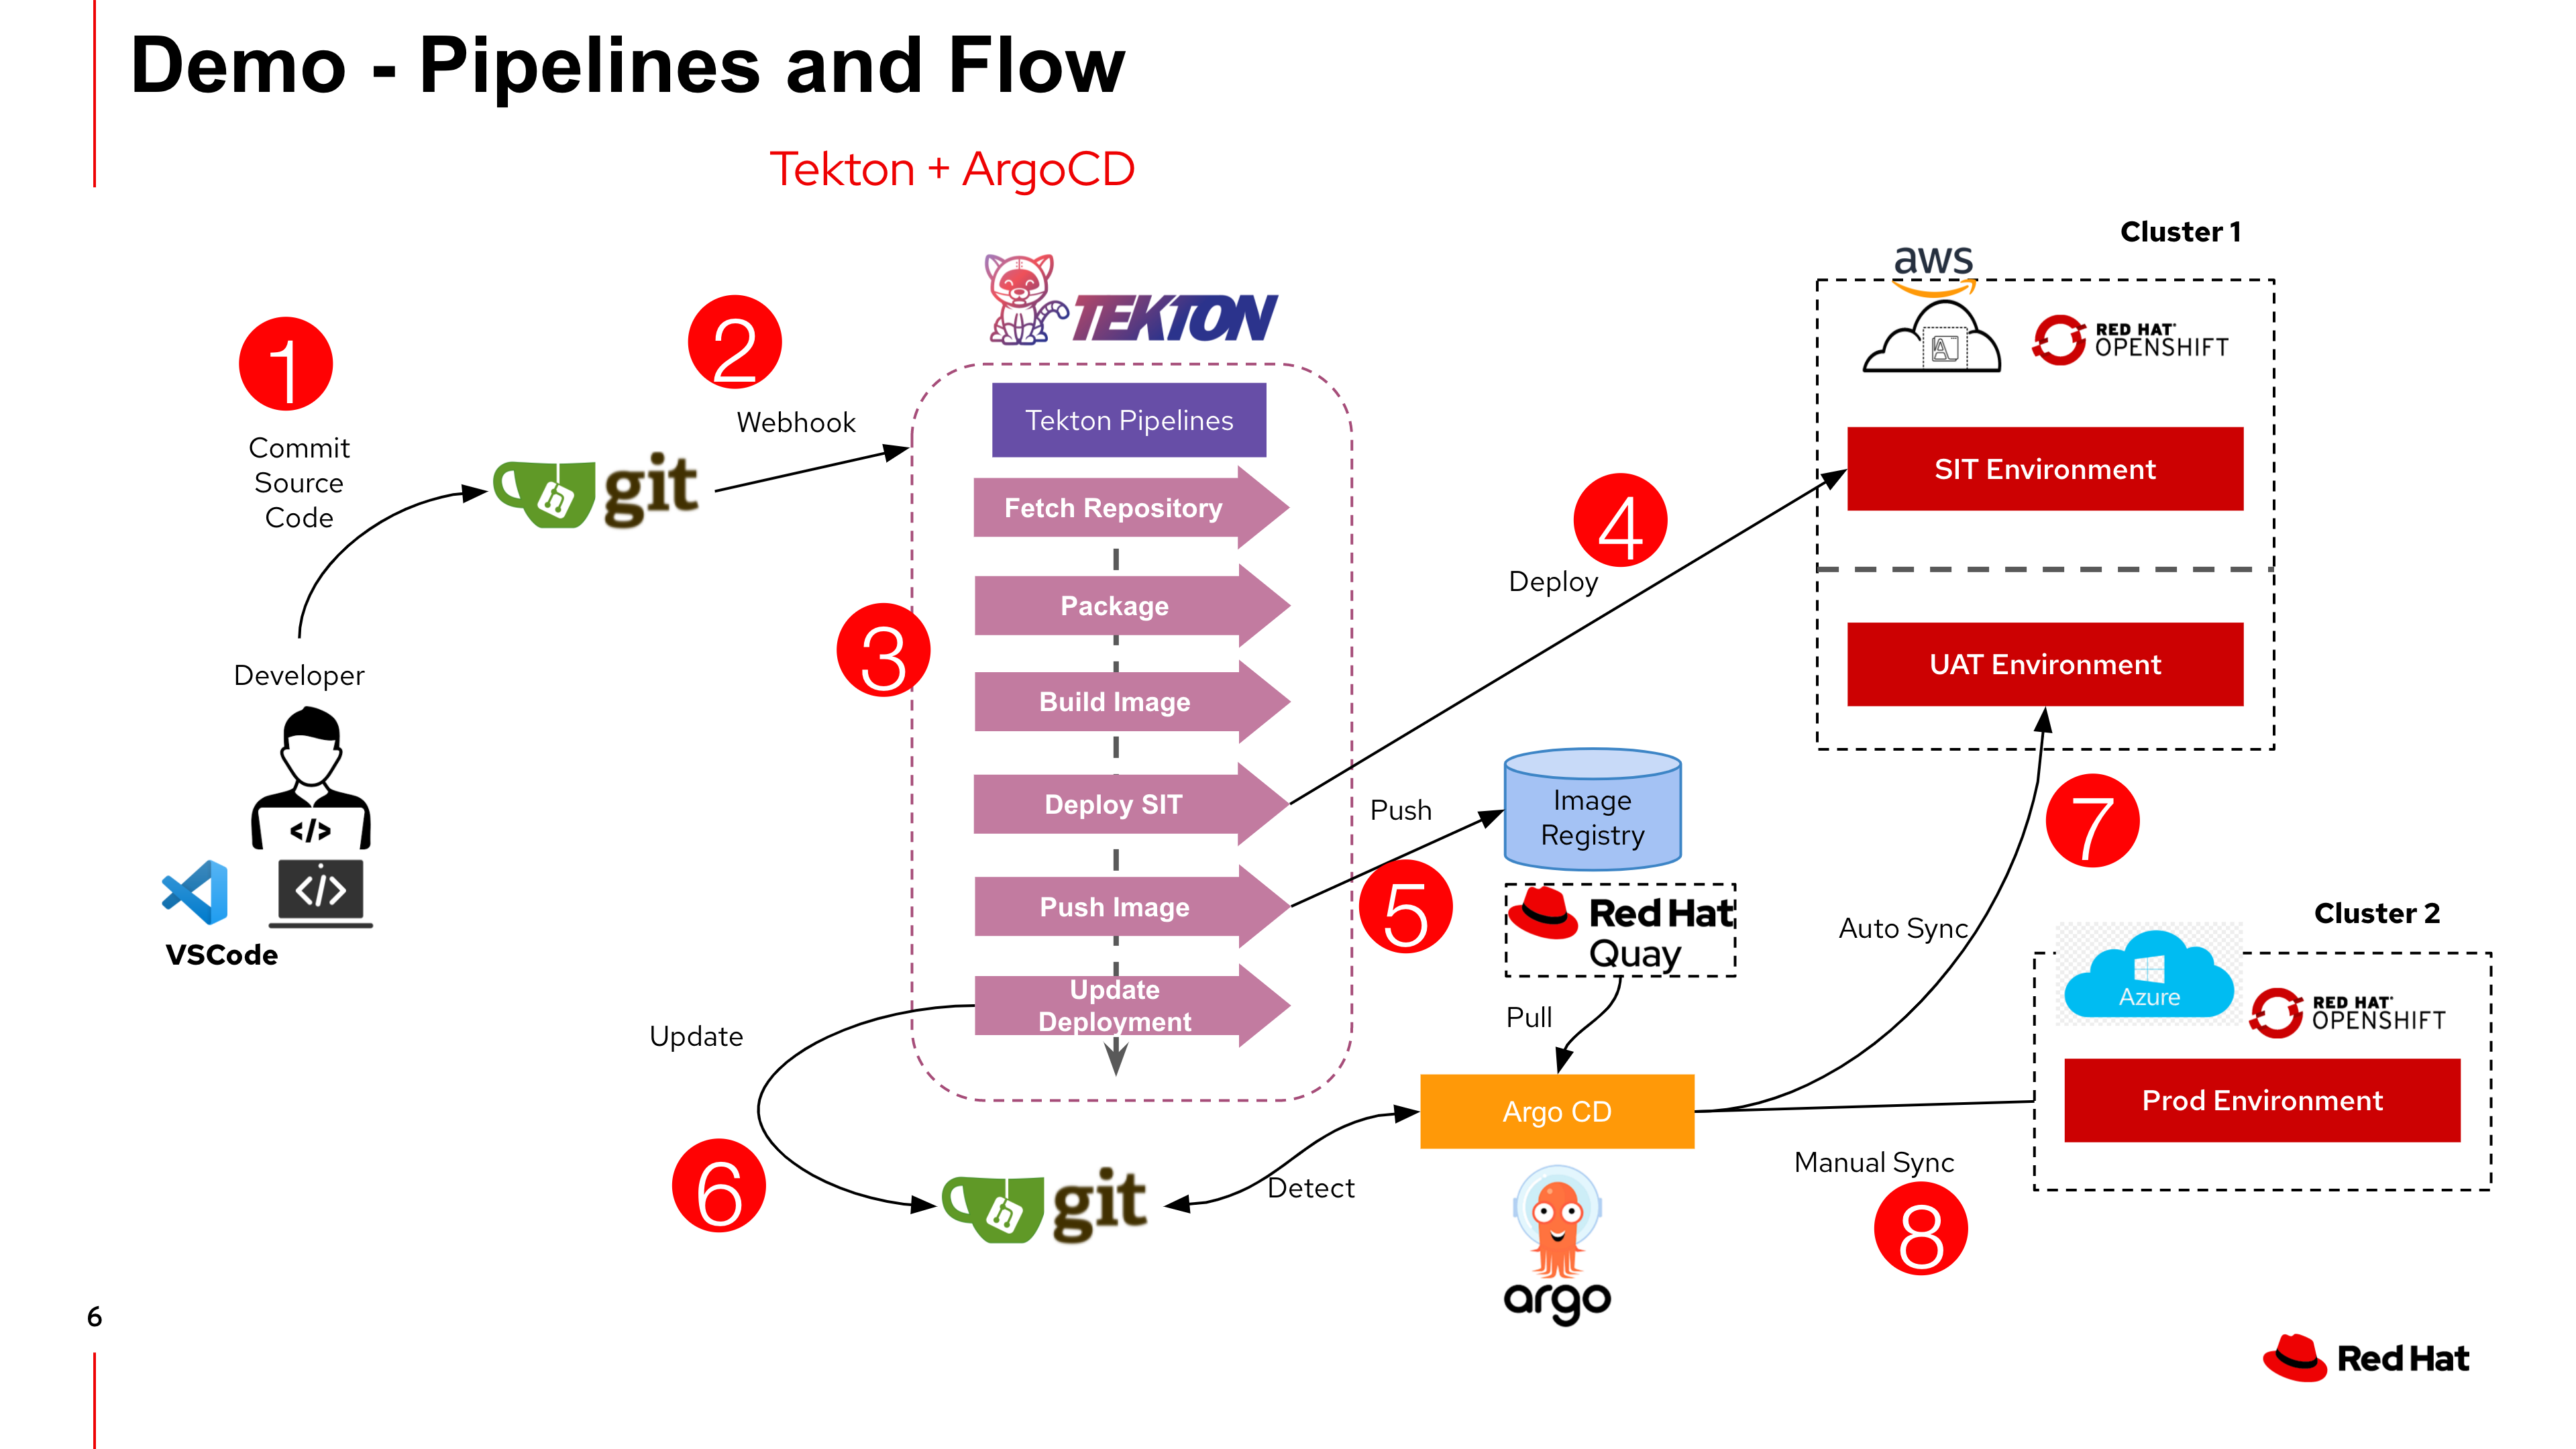 Demo - Pipelines and Flow
Tekton + ArgoCD
1
Commit
Source
Code
Developer
</>
</>
VSCode
git
2
Webhook
TEKTON
Tekton Pipelines
3
Fetch Repository
Package
Build Image
Deploy SIT
Push Image
Update
Deployment
4
Deploy
Cluster 1
aws
A
RED HAT
OPENSHIFT
SIT Environment
UAT Environment
Push
5
Image
Registry
Red Hat
Quay
Pull
Update
6
git
Detect
Argo CD
argo
7
Auto Sync
Cluster 2
Azure
RED HAT
OPENSHIFT
Prod Environment
Manual Sync
8
6
Red Hat